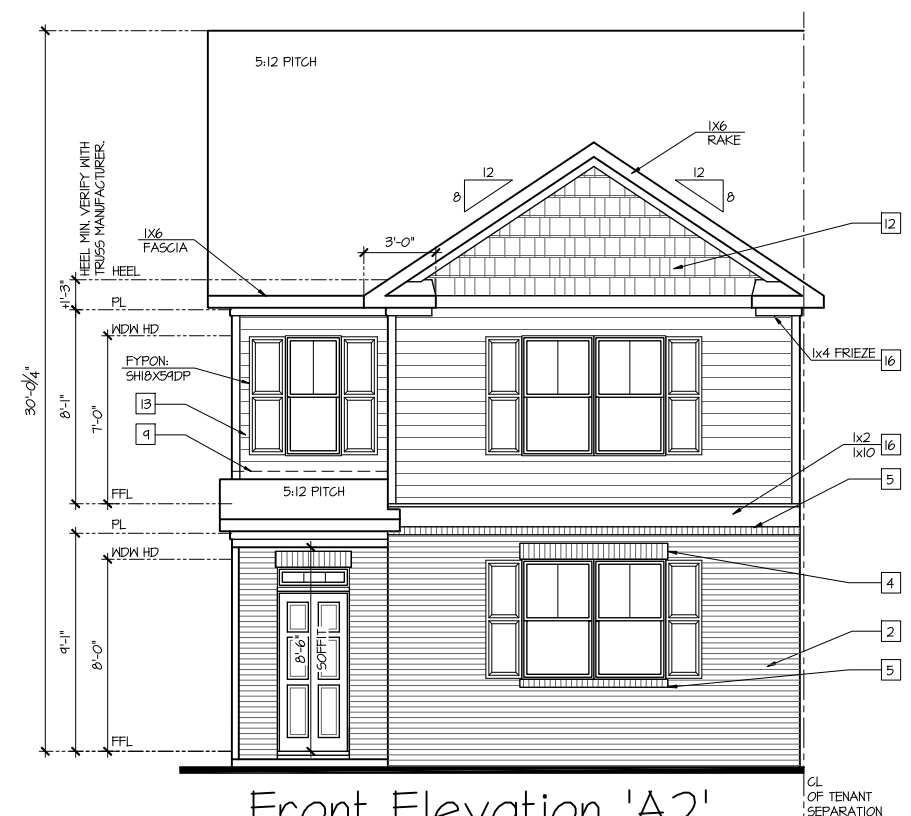 5:12 PITCH
1X6
RAKE
12
8
12
8
12
HEEL MIN. VERIFY WITH
TRUSS MANUFACTURER.
1X6
FASCIA
3'-0"
HEEL
+1'-3"
PL
WDW HD
1x4 FRIEZE
16
FYPON:
SH18X59DP
30'-0/4"
8'-1"
7'-0"
13
9
1x2
1x10
16
5:12 PITCH
5
FFL
PL
WDW HD
4
9'-1"
8'-0"
8'-6"
SOFFIT
2
5
FFL
CL
OF TENANT
SEPARATION
Front Elevation 'A2'